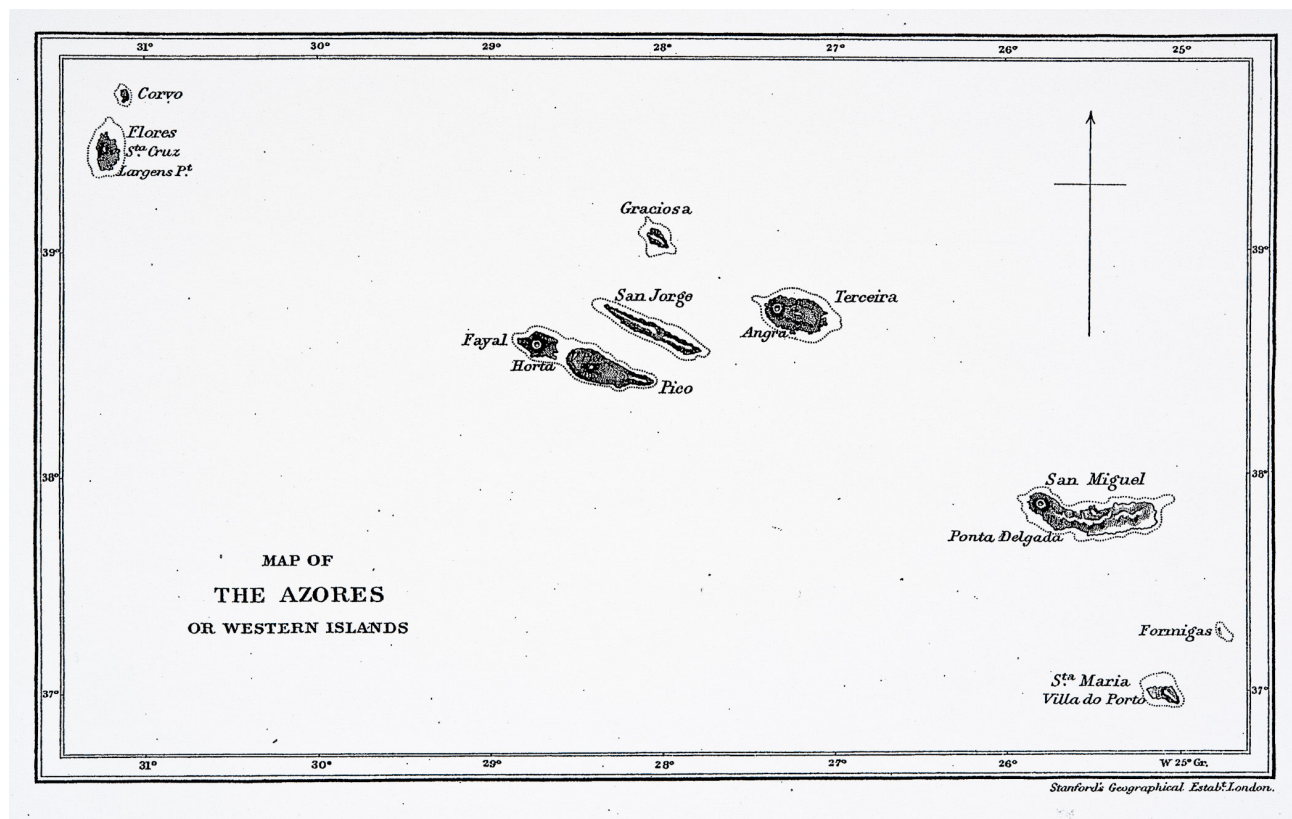 31° 30° 29° 28° 27° 26° 25°
Corvo
Flores
Sta. Cruz
Largens Pt.
Graciosa
39° 39°
San Jorge
Terceira
Angra
Fayal
Horta
Pico
38° 38°
San Miguel
Ponta Delgada
MAP OF
THE AZORES
OR WESTERN ISLANDS
Formigas
Sta. Maria
Villa do Porto
37° 37°
31° 30° 29° 28° 27° 26° W 25° Gr.
Stanford's Geographical Estabt. London.